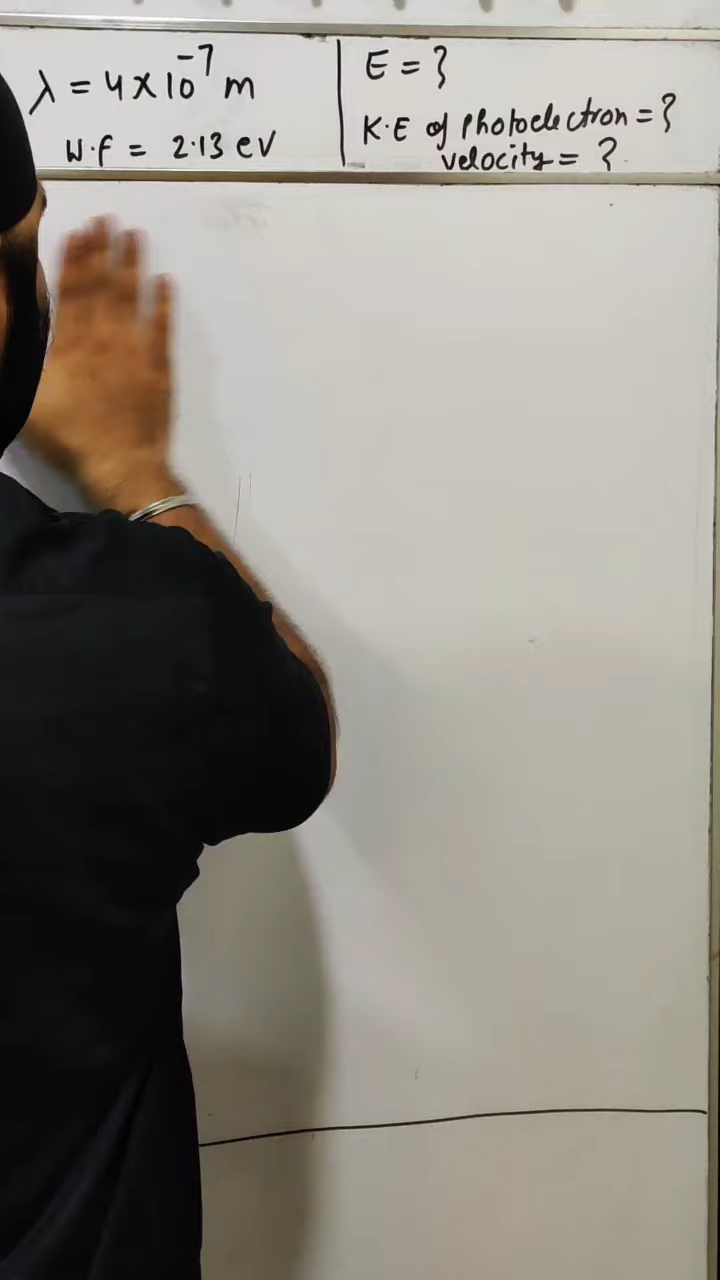 λ = 4×10⁻⁷ m
W.f = 2.13 eV
E = ?
K.E of photoelectron = ?
velocity = ?